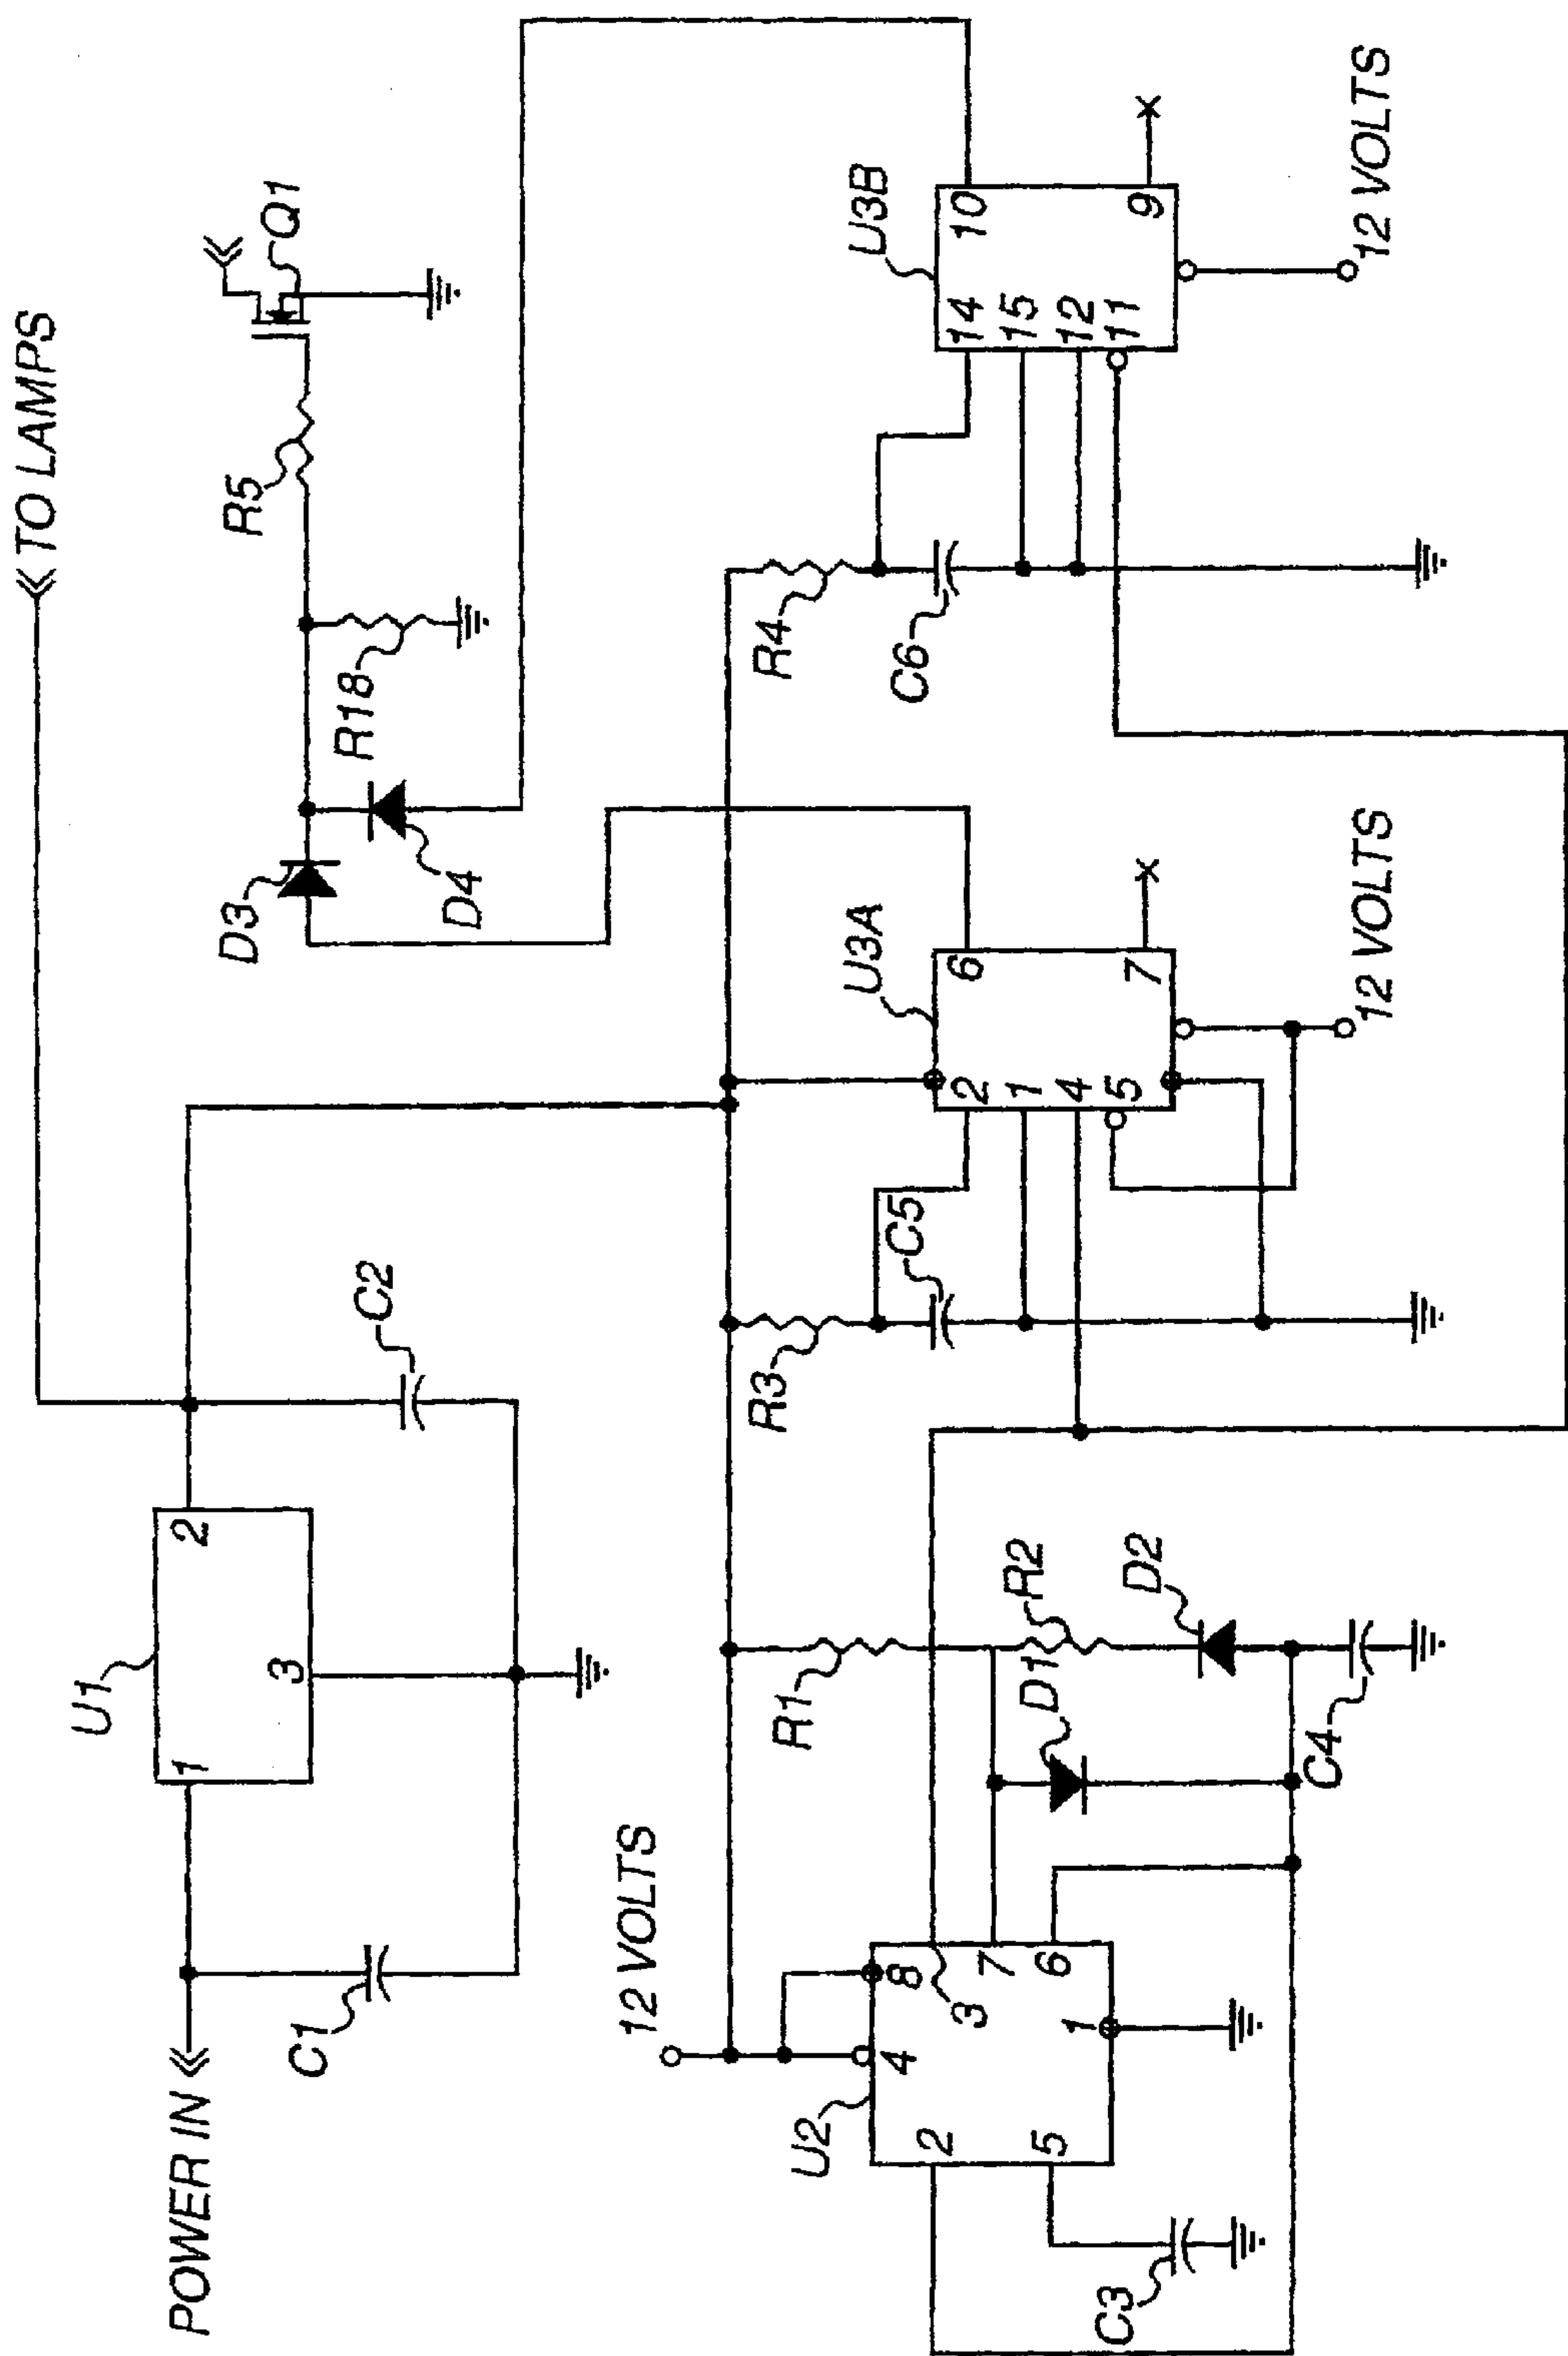 TO LAMPS
POWER IN
C1
U1
1
2
3
C2
D3
D4
R18
R5
Q1
12 VOLTS
U2
4
8
2
3
7
5
6
1
C3
R1
D1
R2
D2
C4
R3
C5
U3A
2
6
1
4
5
7
12 VOLTS
R4
C6
U3B
14
10
15
12
11
9
12 VOLTS